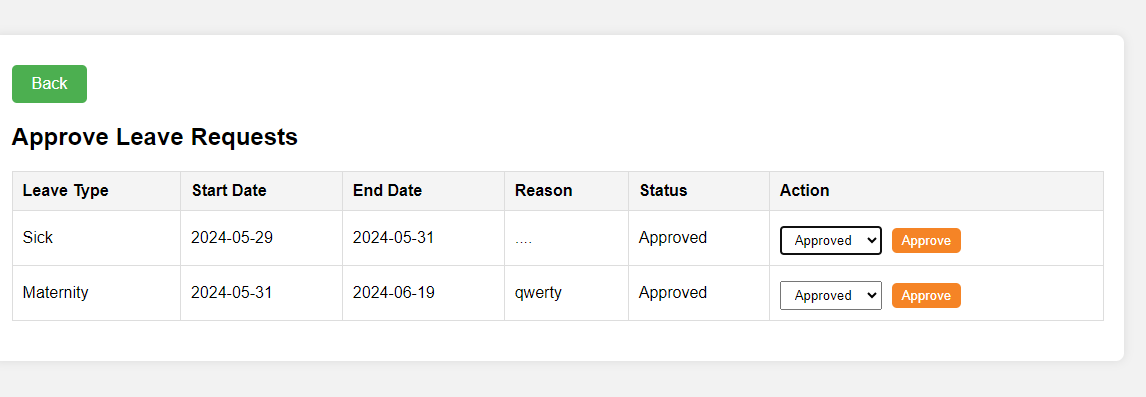 Back
Approve Leave Requests
Leave Type Start Date End Date Reason Status Action
Sick 2024-05-29 2024-05-31 .... Approved Approved Approve
Maternity 2024-05-31 2024-06-19 qwerty Approved Approved Approve